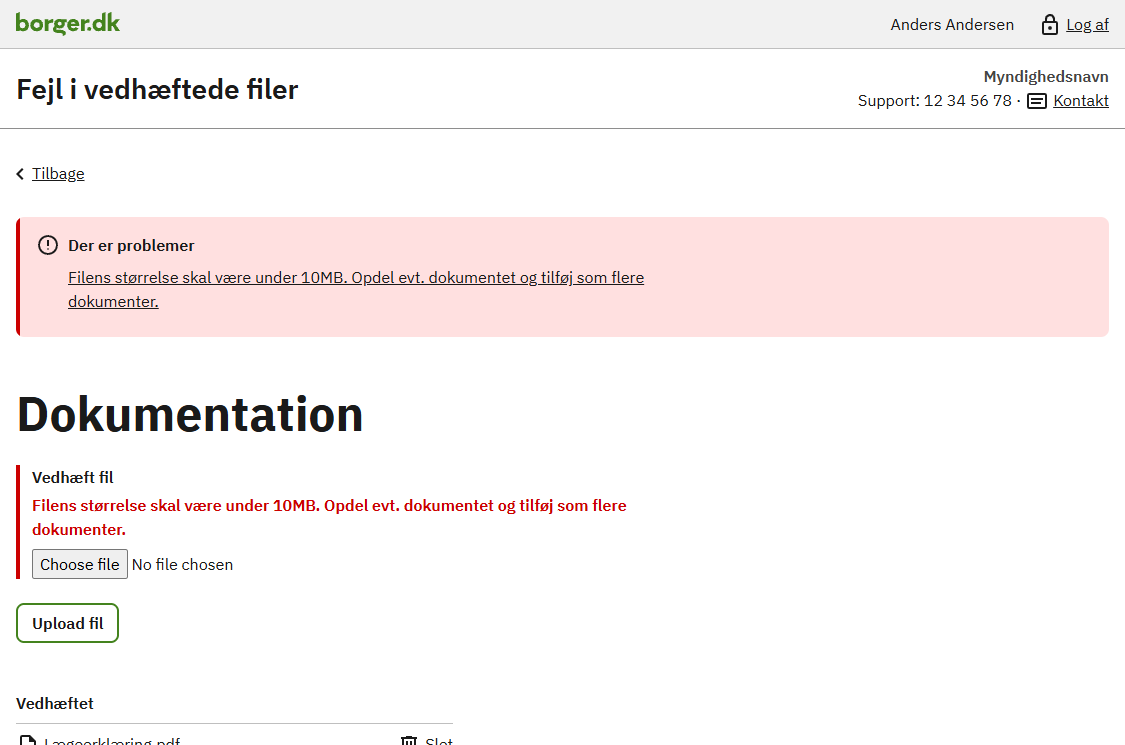 borger.dk
Anders Andersen
Log af
Fejl i vedhæftede filer
Myndighedsnavn
Support: 12 34 56 78 · Kontakt
Tilbage
Der er problemer
Filens størrelse skal være under 10MB. Opdel evt. dokumentet og tilføj som flere
dokumenter.
Dokumentation
Vedhæft fil
Filens størrelse skal være under 10MB. Opdel evt. dokumentet og tilføj som flere
dokumenter.
Choose file No file chosen
Upload fil
Vedhæftet
Lægeerklæring.pdf
Slet